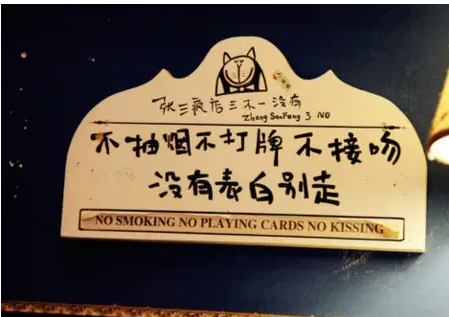 张三疯店三不一没有
Zhang SanFeng 3 NO
不抽烟不打牌不接吻
没有表白别走
NO SMOKING NO PLAYING CARDS NO KISSING